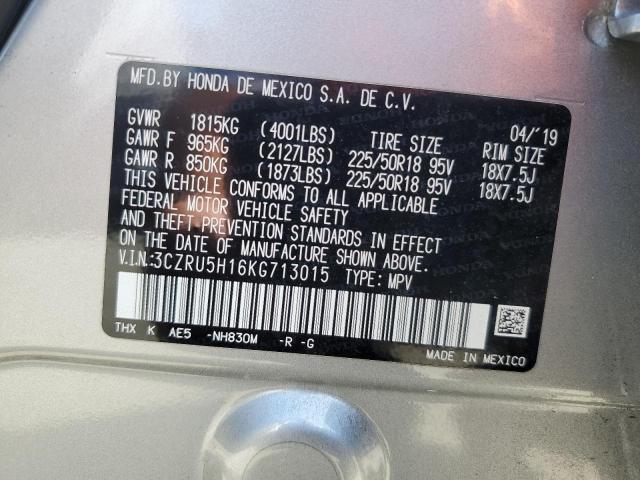 MFD. BY HONDA DE MEXICO S.A. DE C.V.
04/'19
GVWR 1815KG (4001LBS) TIRE SIZE RIM SIZE
GAWR F 965KG (2127LBS) 225/50R18 95V 18X7.5J
GAWR R 850KG (1873LBS) 225/50R18 95V 18X7.5J
THIS VEHICLE CONFORMS TO ALL APPLICABLE
FEDERAL MOTOR VEHICLE SAFETY
AND THEFT PREVENTION STANDARDS IN EFFECT
ON THE DATE OF MANUFACTURE SHOWN ABOVE.
V.I.N.:3CZRU5H16KG713015 TYPE: MPV
THX K AE5 -NH830M -R -G
MADE IN MEXICO